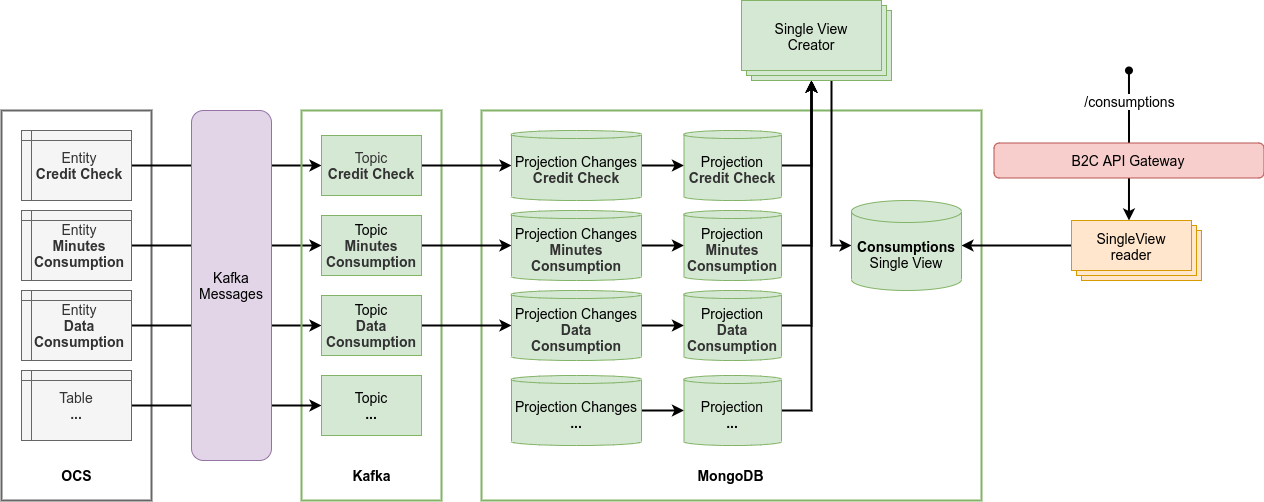 Single View
Creator
/consumptions
B2C API Gateway
SingleView
reader
Entity
Credit Check
Entity
Minutes
Consumption
Entity
Data
Consumption
Table
...
OCS
Kafka
Messages
Topic
Credit Check
Topic
Minutes
Consumption
Topic
Data
Consumption
Topic
...
Kafka
Projection Changes
Credit Check
Projection Changes
Minutes
Consumption
Projection Changes
Data
Consumption
Projection Changes
...
Projection
Credit Check
Projection
Minutes
Consumption
Projection
Data
Consumption
Projection
...
Consumptions
Single View
MongoDB